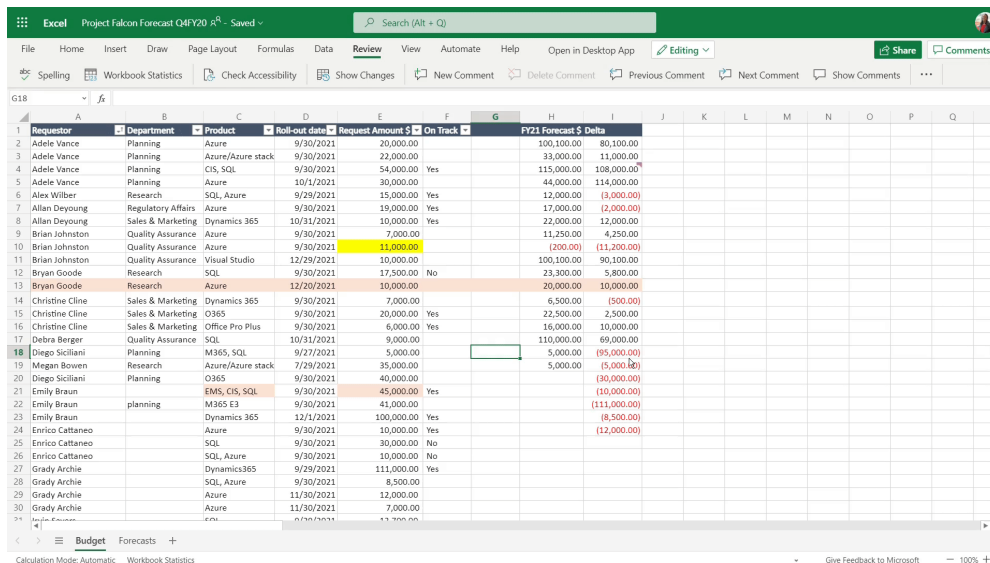 Excel Project Falcon Forecast Q4FY20 - Saved Search (Alt + Q)
File Home Insert Draw Page Layout Formulas Data Review View Automate Help Open in Desktop App Editing Share Comments
abc Spelling Workbook Statistics Check Accessibility Show Changes New Comment Delete Comment Previous Comment Next Comment Show Comments ...
G18 fx
A B C D E F G H I J K L M N O P Q
1 Requestor Department Product Roll-out date Request Amount $ On Track FY21 Forecast $ Delta
2 Adele Vance Planning Azure 9/30/2021 20,000.00 100,100.00 80,100.00
3 Adele Vance Planning Azure/Azure stack 9/30/2021 22,000.00 33,000.00 11,000.00
4 Adele Vance Planning CIS, SQL 9/30/2021 54,000.00 Yes 115,000.00 108,000.00
5 Adele Vance Planning Azure 10/1/2021 30,000.00 44,000.00 114,000.00
6 Alex Wilber Research SQL, Azure 9/29/2021 15,000.00 Yes 12,000.00 (3,000.00)
7 Allan Deyoung Regulatory Affairs Azure 9/30/2021 19,000.00 Yes 17,000.00 (2,000.00)
8 Allan Deyoung Sales & Marketing Dynamics 365 10/31/2021 10,000.00 Yes 22,000.00 12,000.00
9 Brian Johnston Quality Assurance Azure 9/30/2021 7,000.00 11,250.00 4,250.00
10 Brian Johnston Quality Assurance Azure 9/30/2021 11,000.00 (200.00) (11,200.00)
11 Brian Johnston Quality Assurance Visual Studio 12/29/2021 10,000.00 100,100.00 90,100.00
12 Bryan Goode Research SQL 9/30/2021 17,500.00 No 23,300.00 5,800.00
13 Bryan Goode Research Azure 12/20/2021 10,000.00 20,000.00 10,000.00
14 Christine Cline Sales & Marketing Dynamics 365 9/30/2021 7,000.00 6,500.00 (500.00)
15 Christine Cline Sales & Marketing O365 9/30/2021 20,000.00 Yes 22,500.00 2,500.00
16 Christine Cline Sales & Marketing Office Pro Plus 9/30/2021 6,000.00 Yes 16,000.00 10,000.00
17 Debra Berger Quality Assurance SQL 10/31/2021 9,000.00 110,000.00 69,000.00
18 Diego Siciliani Planning M365, SQL 9/27/2021 5,000.00 5,000.00 (95,000.00)
19 Megan Bowen Research Azure/Azure stack 7/29/2021 35,000.00 5,000.00 (5,000.00)
20 Diego Siciliani Planning O365 9/30/2021 40,000.00 (30,000.00)
21 Emily Braun EMS, CIS, SQL 9/30/2021 45,000.00 Yes (10,000.00)
22 Emily Braun planning M365 E3 9/30/2021 41,000.00 (111,000.00)
23 Emily Braun Dynamics 365 12/1/2021 100,000.00 Yes (8,500.00)
24 Enrico Cattaneo Azure 9/30/2021 10,000.00 Yes (12,000.00)
25 Enrico Cattaneo SQL 9/30/2021 30,000.00 No
26 Enrico Cattaneo SQL, Azure 9/30/2021 10,000.00 No
27 Grady Archie Dynamics365 9/29/2021 111,000.00 Yes
28 Grady Archie SQL, Azure 9/30/2021 8,500.00
29 Grady Archie Azure 11/30/2021 12,000.00
30 Grady Archie Azure 11/30/2021 7,000.00
Budget Forecasts +
Calculation Mode: Automatic Workbook Statistics Give Feedback to Microsoft 100%